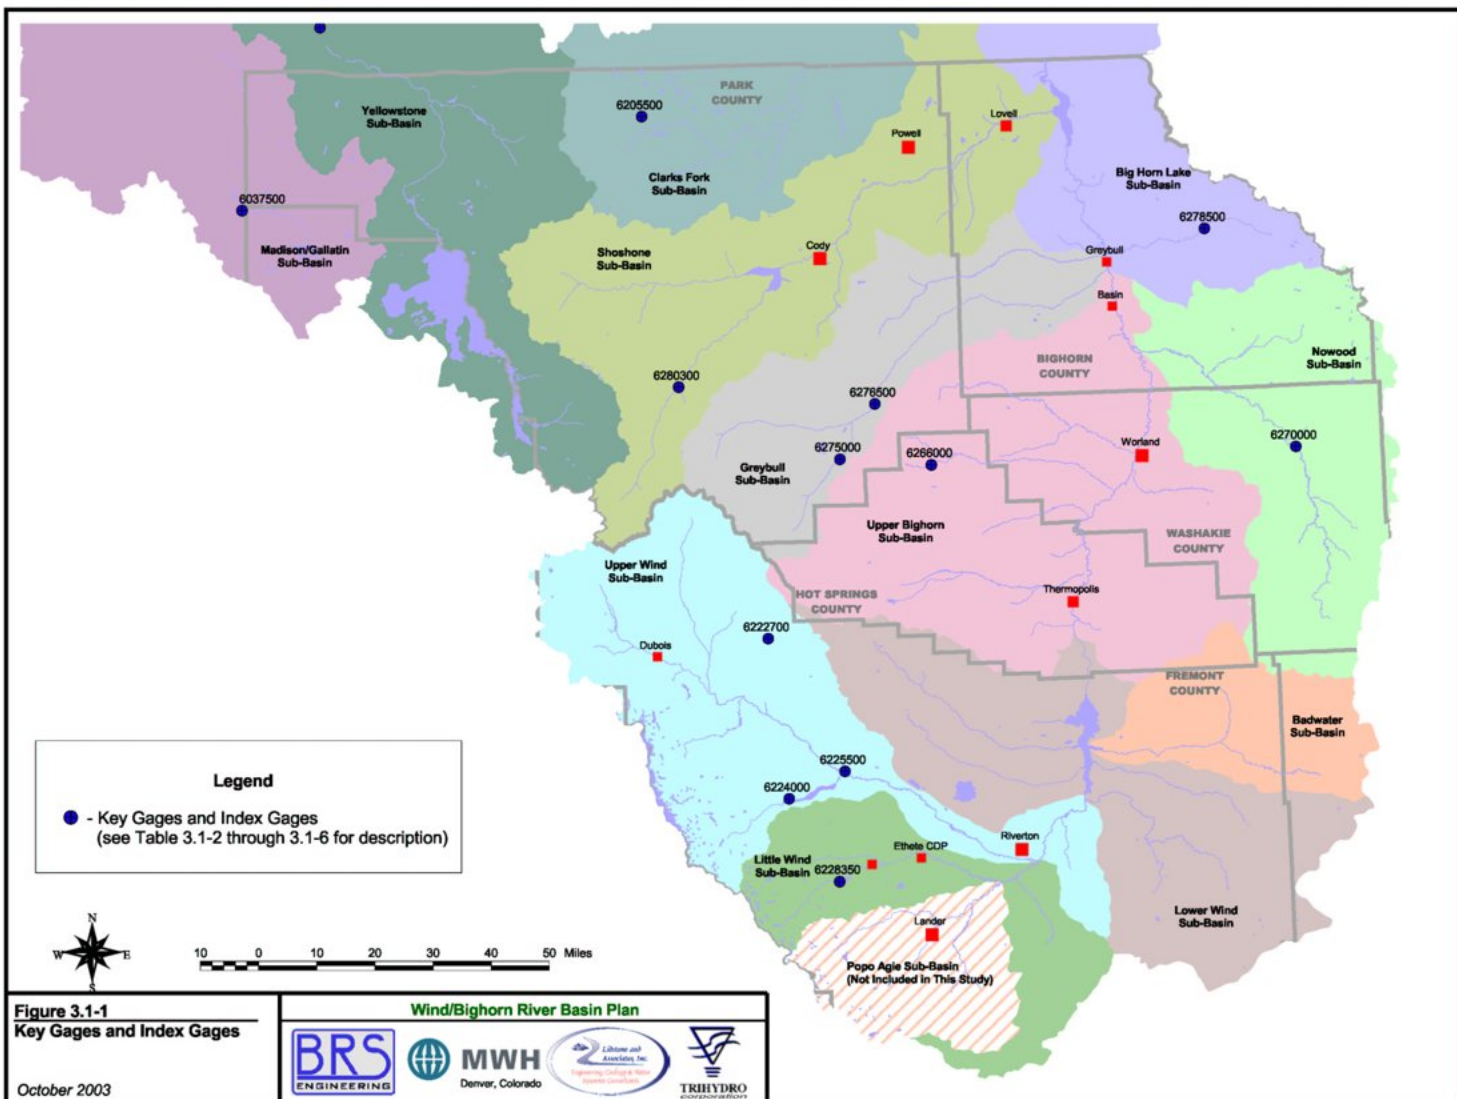 PARK
COUNTY
Yellowstone
Sub-Basin
6205500
Lovell
Powell
Clarks Fork
Sub-Basin
Big Horn Lake
Sub-Basin
6037500
6278500
Madison/Gallatin
Sub-Basin
Shoshone
Sub-Basin
Cody
Greybull
Basin
BIGHORN
COUNTY
Nowood
Sub-Basin
6280300
6276500
6275000
6266000
Worland
6270000
Greybull
Sub-Basin
Upper Bighorn
Sub-Basin
WASHAKIE
COUNTY
Upper Wind
Sub-Basin
HOT SPRINGS
COUNTY
Thermopolis
6222700
Dubois
FREMONT
COUNTY
Badwater
Sub-Basin
6225500
6224000
Riverton
Ethete CDP
Little Wind
Sub-Basin
6228350
Lander
Lower Wind
Sub-Basin
Popo Agie Sub-Basin
(Not Included in This Study)
Legend
- Key Gages and Index Gages
(see Table 3.1-2 through 3.1-6 for description)
N
W E
S
10 0 10 20 30 40 50 Miles
Figure 3.1-1
Key Gages and Index Gages
October 2003
Wind/Bighorn River Basin Plan
BRS
ENGINEERING
MWH
Denver, Colorado
Associates, Inc.
TRIHYDRO
corporation